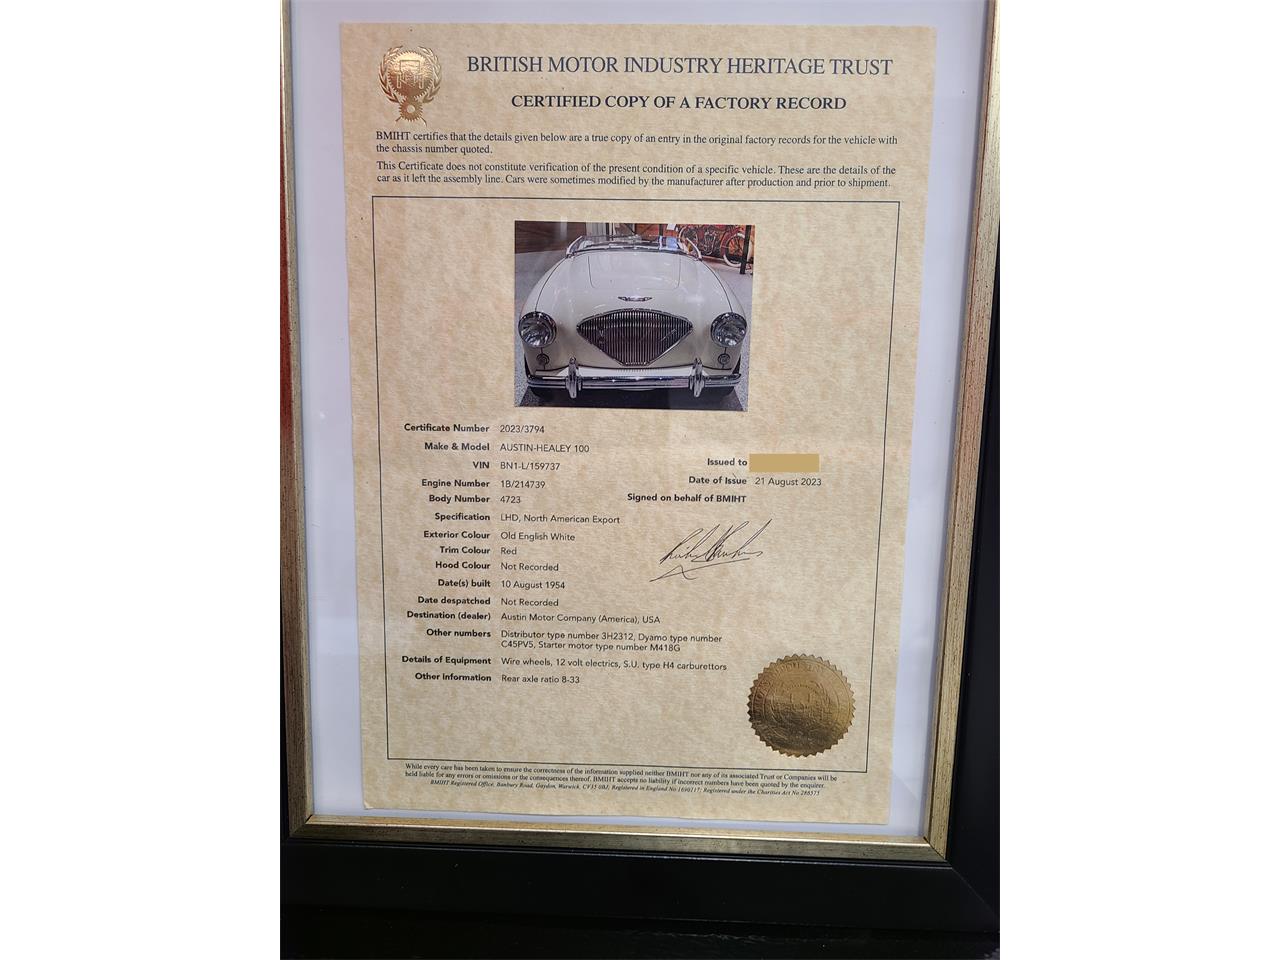 BRITISH MOTOR INDUSTRY HERITAGE TRUST
CERTIFIED COPY OF A FACTORY RECORD
BMIHT certifies that the details given below are a true copy of an entry in the original factory records for the vehicle with
the chassis number quoted.
This Certificate does not constitute verification of the present condition of a specific vehicle. These are the details of the
car as it left the assembly line. Cars were sometimes modified by the manufacturer after production and prior to shipment.
Certificate Number 2023/3794
Make & Model AUSTIN-HEALEY 100
VIN BN1-L/159737
Engine Number 1B/214739
Body Number 4723
Specification LHD, North American Export
Exterior Colour Old English White
Trim Colour Red
Hood Colour Not Recorded
Date(s) built 10 August 1954
Date despatched Not Recorded
Destination (dealer) Austin Motor Company (America), USA
Other numbers Distributor type number 3H2312, Dyamo type number
C45PV5, Starter motor type number M418G
Details of Equipment Wire wheels, 12 volt electrics, S.U. type H4 carburettors
Other Information Rear axle ratio 8-33
Issued to
Date of Issue 21 August 2023
Signed on behalf of BMIHT
While every care has been taken to ensure the correctness of the information supplied neither BMIHT nor any of its associated Trust or Companies will be
held liable for any errors or omissions or the consequences thereof. BMIHT accepts no liability if incorrect numbers have been quoted by the enquirer.
BMIHT Registered Office, Banbury Road, Gaydon, Warwick, CV35 0BJ; Registered in England No 1690717; Registered under the Charities Act No 286575